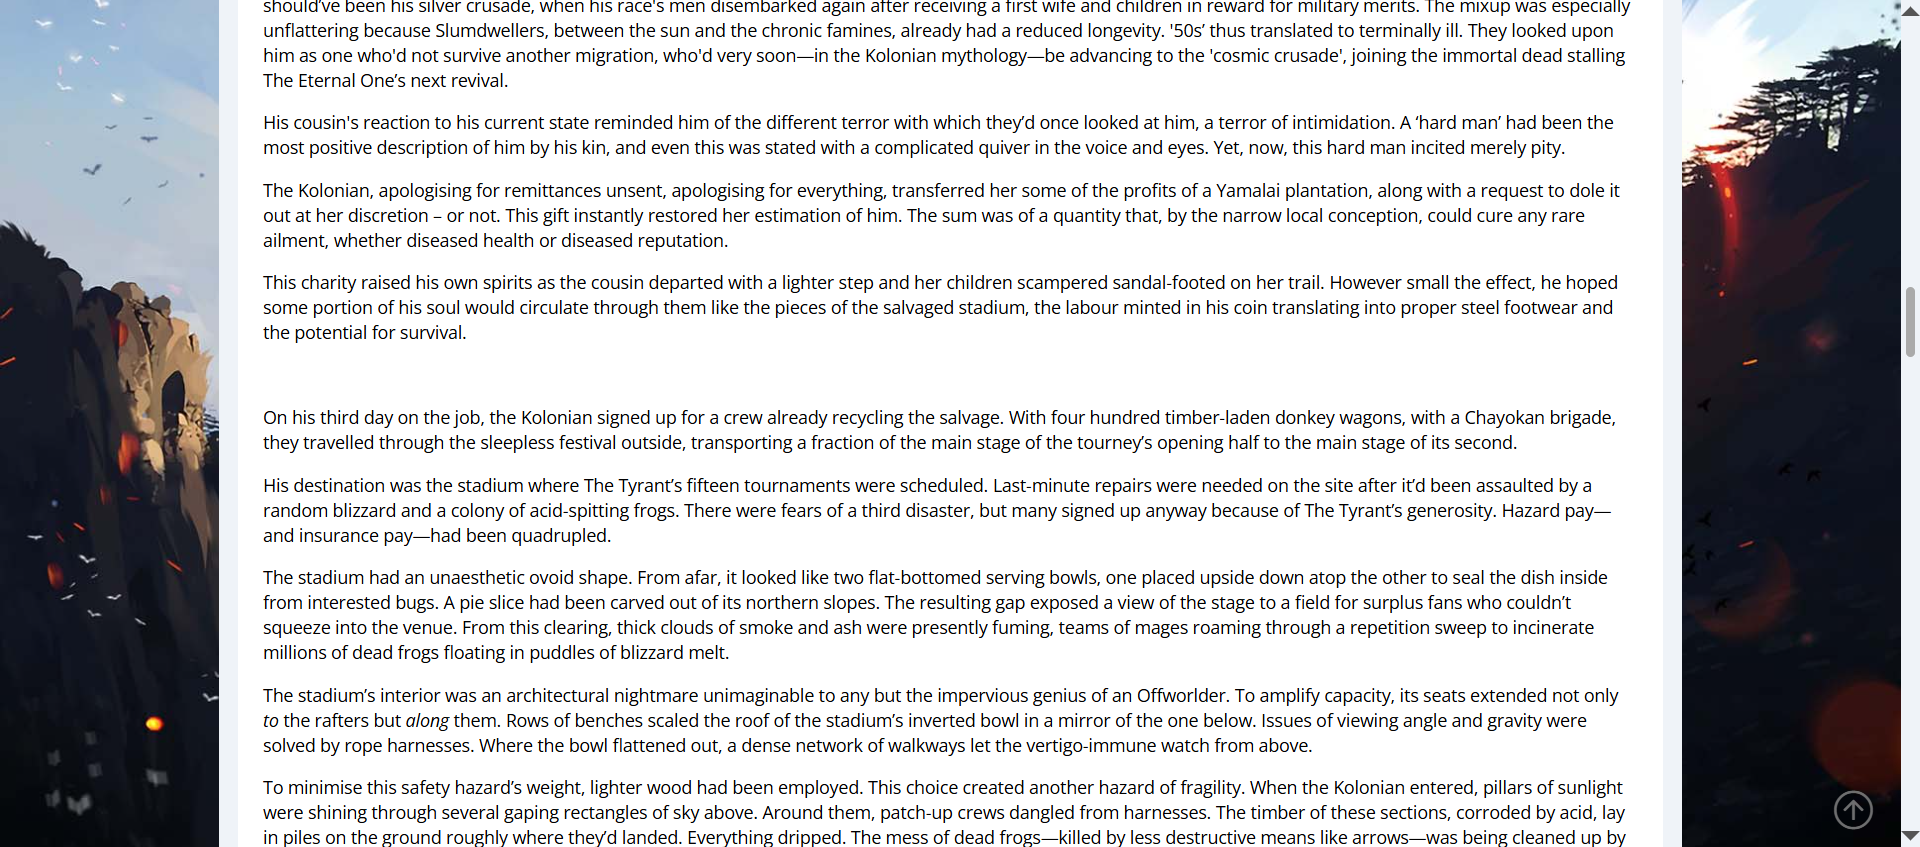 should've been his silver crusade, when his race's men disembarked again after receiving a first wife and children in reward for military merits. The mixup was especially
unflattering because Slumdwellers, between the sun and the chronic famines, already had a reduced longevity. '50s’ thus translated to terminally ill. They looked upon
him as one who'd not survive another migration, who'd very soon—in the Kolonian mythology—be advancing to the 'cosmic crusade', joining the immortal dead stalling
The Eternal One’s next revival.
His cousin's reaction to his current state reminded him of the different terror with which they’d once looked at him, a terror of intimidation. A ‘hard man’ had been the
most positive description of him by his kin, and even this was stated with a complicated quiver in the voice and eyes. Yet, now, this hard man incited merely pity.
The Kolonian, apologising for remittances unsent, apologising for everything, transferred her some of the profits of a Yamalai plantation, along with a request to dole it
out at her discretion – or not. This gift instantly restored her estimation of him. The sum was of a quantity that, by the narrow local conception, could cure any rare
ailment, whether diseased health or diseased reputation.
This charity raised his own spirits as the cousin departed with a lighter step and her children scampered sandal-footed on her trail. However small the effect, he hoped
some portion of his soul would circulate through them like the pieces of the salvaged stadium, the labour minted in his coin translating into proper steel footwear and
the potential for survival.
On his third day on the job, the Kolonian signed up for a crew already recycling the salvage. With four hundred timber-laden donkey wagons, with a Chayokan brigade,
they travelled through the sleepless festival outside, transporting a fraction of the main stage of the tourney’s opening half to the main stage of its second.
His destination was the stadium where The Tyrant’s fifteen tournaments were scheduled. Last-minute repairs were needed on the site after it’d been assaulted by a
random blizzard and a colony of acid-spitting frogs. There were fears of a third disaster, but many signed up anyway because of The Tyrant’s generosity. Hazard pay—
and insurance pay—had been quadrupled.
The stadium had an unaesthetic ovoid shape. From afar, it looked like two flat-bottomed serving bowls, one placed upside down atop the other to seal the dish inside
from interested bugs. A pie slice had been carved out of its northern slopes. The resulting gap exposed a view of the stage to a field for surplus fans who couldn’t
squeeze into the venue. From this clearing, thick clouds of smoke and ash were presently fuming, teams of mages roaming through a repetition sweep to incinerate
millions of dead frogs floating in puddles of blizzard melt.
The stadium’s interior was an architectural nightmare unimaginable to any but the impervious genius of an Offworlder. To amplify capacity, its seats extended not only
to the rafters but along them. Rows of benches scaled the roof of the stadium’s inverted bowl in a mirror of the one below. Issues of viewing angle and gravity were
solved by rope harnesses. Where the bowl flattened out, a dense network of walkways let the vertigo-immune watch from above.
To minimise this safety hazard’s weight, lighter wood had been employed. This choice created another hazard of fragility. When the Kolonian entered, pillars of sunlight
were shining through several gaping rectangles of sky above. Around them, patch-up crews dangled from harnesses. The timber of these sections, corroded by acid, lay
in piles on the ground roughly where they’d landed. Everything dripped. The mess of dead frogs—killed by less destructive means like arrows—was being cleaned up by